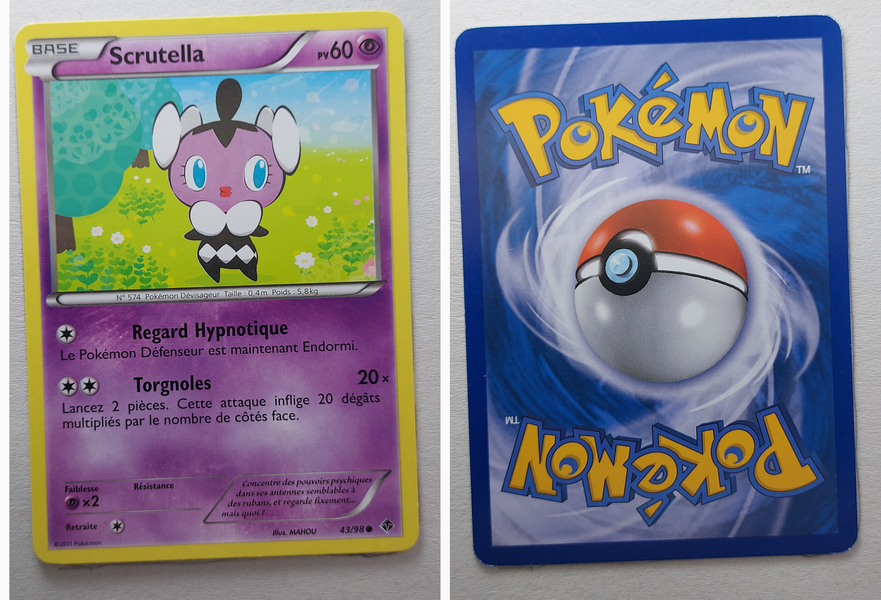 BASE
Scrutella
PV60
N° 574 Pokémon Dévisageur Taille : 0,4m Poids : 5,8kg
Regard Hypnotique
Le Pokémon Défenseur est maintenant Endormi.
Torgnoles 20×
Lancez 2 pièces. Cette attaque inflige 20 dégâts
multipliés par le nombre de côtés face.
Faiblesse
×2
Résistance
Retraite
Concentre des pouvoirs psychiques
dans ses antennes semblables à
des rubans, et regarde fixement...
mais quoi ?
Illus. MAHOU
43/98
©2011 Pokémon
POKÉMON
TM
POKÉMON
TM